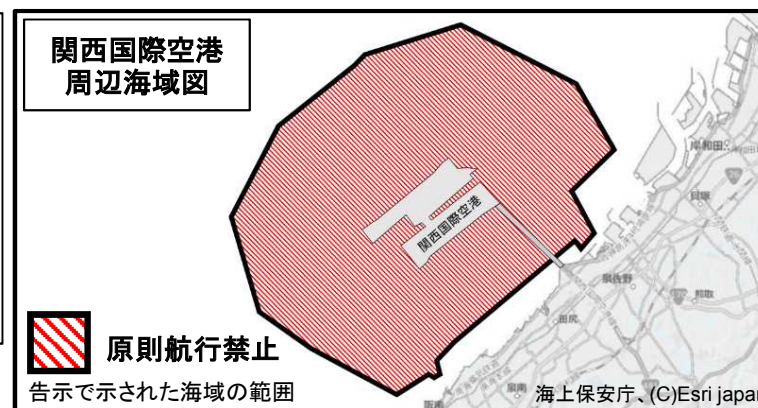 関西国際空港
周辺海域図
岸和田
貝塚
関西国際空港
泉佐野
熊取
田尻
泉南
阪南
原則航行禁止
告示で示された海域の範囲
海上保安庁、(C)Esri japan